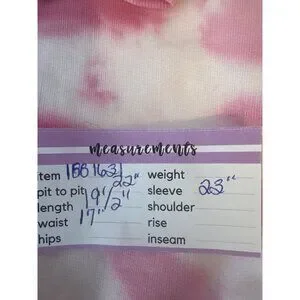 measurements
item weight
pit to pit 22" sleeve 23"
length 19 1/2" shoulder
waist 17" rise
hips inseam